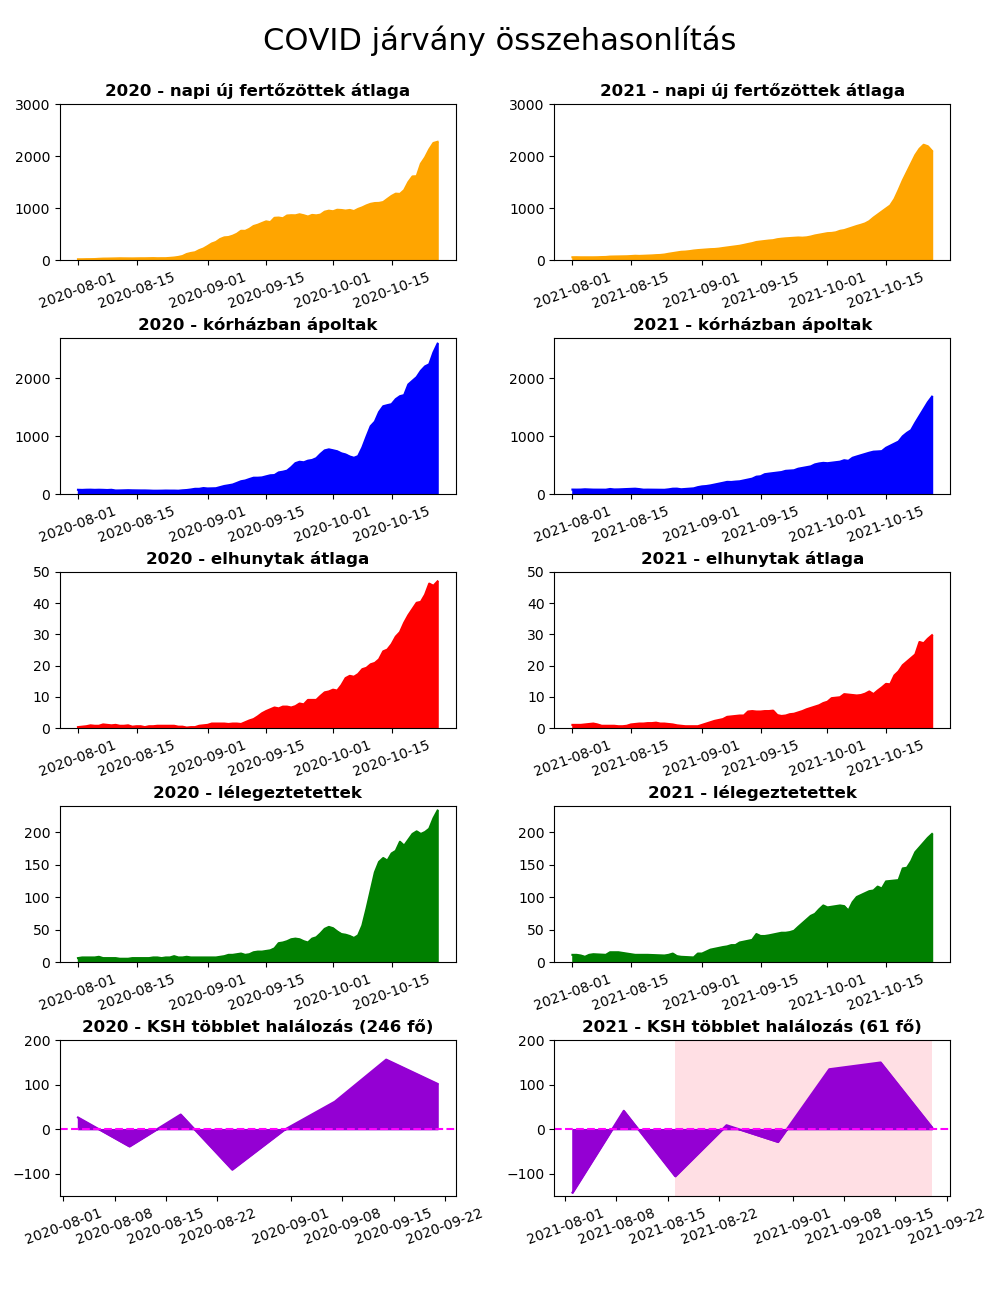 COVID járvány összehasonlítás
2020 - napi új fertőzöttek átlaga
3000
2000
1000
0
2020-08-01 2020-08-15 2020-09-01 2020-09-15 2020-10-01 2020-10-15
2021 - napi új fertőzöttek átlaga
3000
2000
1000
0
2021-08-01 2021-08-15 2021-09-01 2021-09-15 2021-10-01 2021-10-15
2020 - kórházban ápoltak
2000
1000
0
2020-08-01 2020-08-15 2020-09-01 2020-09-15 2020-10-01 2020-10-15
2021 - kórházban ápoltak
2000
1000
0
2021-08-01 2021-08-15 2021-09-01 2021-09-15 2021-10-01 2021-10-15
2020 - elhunytak átlaga
50
40
30
20
10
0
2020-08-01 2020-08-15 2020-09-01 2020-09-15 2020-10-01 2020-10-15
2021 - elhunytak átlaga
50
40
30
20
10
0
2021-08-01 2021-08-15 2021-09-01 2021-09-15 2021-10-01 2021-10-15
2020 - lélegeztetettek
200
150
100
50
0
2020-08-01 2020-08-15 2020-09-01 2020-09-15 2020-10-01 2020-10-15
2021 - lélegeztetettek
200
150
100
50
0
2021-08-01 2021-08-15 2021-09-01 2021-09-15 2021-10-01 2021-10-15
2020 - KSH többlet halálozás (246 fő)
200
100
0
−100
2020-08-01 2020-08-08 2020-08-15 2020-08-22 2020-09-01 2020-09-08 2020-09-15 2020-09-22
2021 - KSH többlet halálozás (61 fő)
200
100
0
−100
2021-08-01 2021-08-08 2021-08-15 2021-08-22 2021-09-01 2021-09-08 2021-09-15 2021-09-22